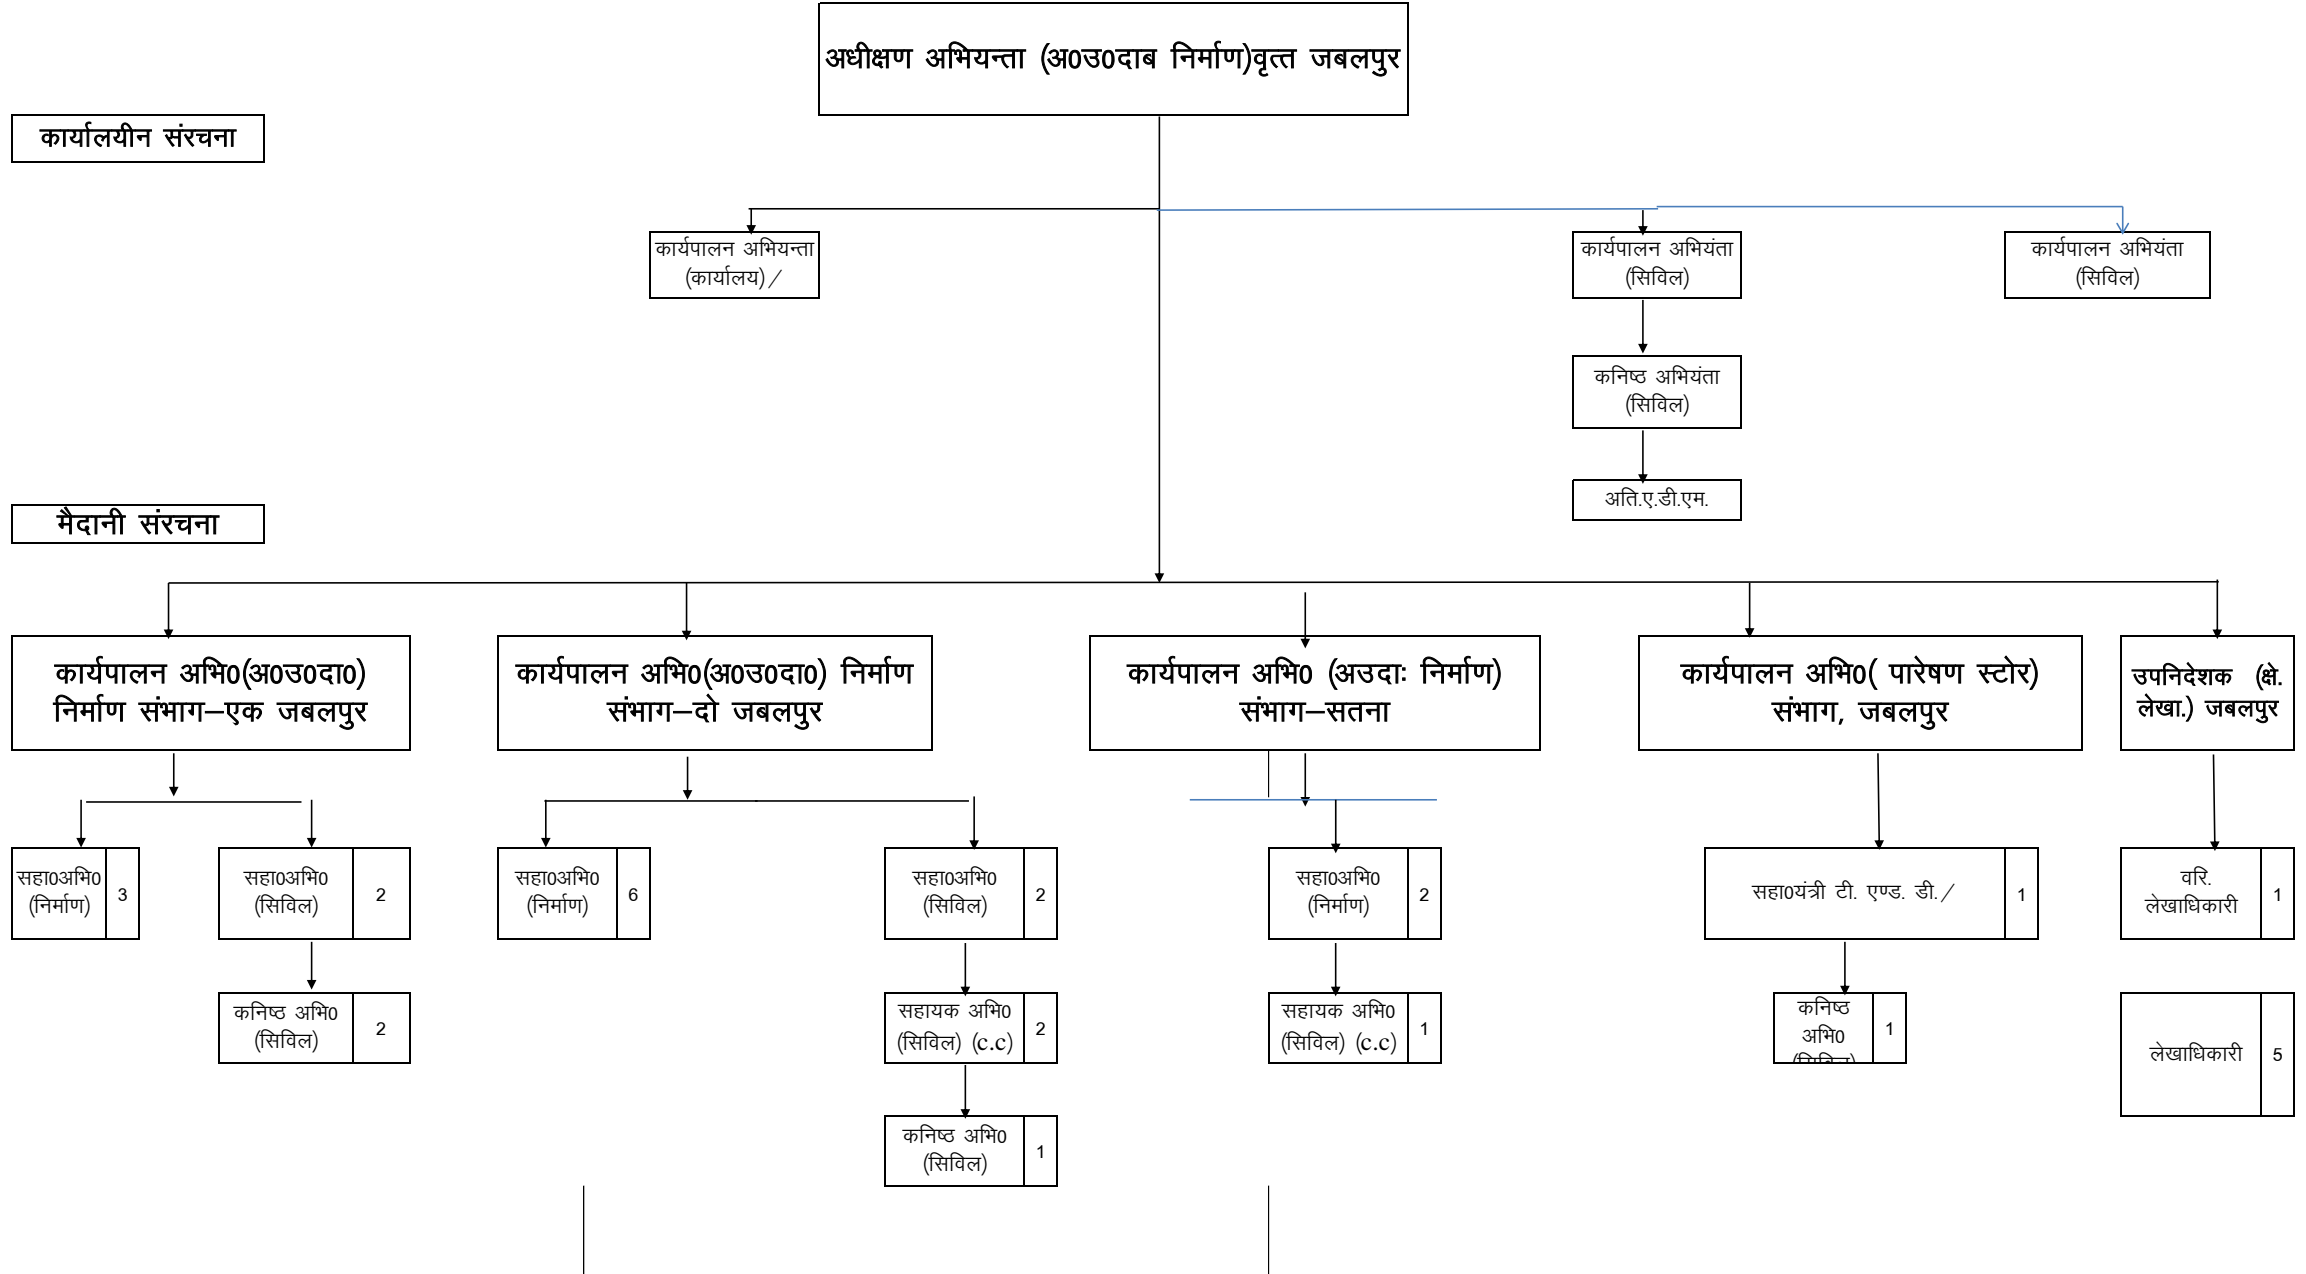 अधीक्षण अभियन्ता (अ0उ0दाब निर्माण)वृत्त जबलपुर
कार्यालयीन संरचना
कार्यपालन अभियन्ता
(कार्यालय)/
कार्यपालन अभियंता
(सिविल)
कार्यपालन अभियंता
(सिविल)
कनिष्ठ अभियंता
(सिविल)
अति.ए.डी.एम.
मैदानी संरचना
कार्यपालन अभि0(अ0उ0दा0)
निर्माण संभाग–एक जबलपुर
कार्यपालन अभि0(अ0उ0दा0) निर्माण
संभाग–दो जबलपुर
कार्यपालन अभि0 (अउदाः निर्माण)
संभाग–सतना
कार्यपालन अभि0( पारेषण स्टोर)
संभाग, जबलपुर
उपनिदेशक (क्षे.
लेखा.) जबलपुर
सहा0अभि0
(निर्माण)
3
सहा0अभि0
(सिविल)
2
सहा0अभि0
(निर्माण)
6
सहा0अभि0
(सिविल)
2
सहा0अभि0
(निर्माण)
2
सहा0यंत्री टी. एण्ड. डी./
1
वरि.
लेखाधिकारी
1
कनिष्ठ अभि0
(सिविल)
2
सहायक अभि0
(सिविल) (c.c)
2
सहायक अभि0
(सिविल) (c.c)
1
कनिष्ठ
अभि0
(सिविल)
1
लेखाधिकारी
5
कनिष्ठ अभि0
(सिविल)
1